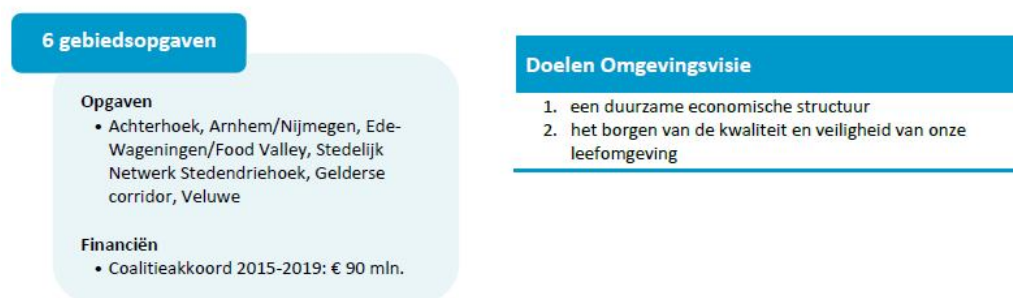 6 gebiedsopgaven
Opgaven
• Achterhoek, Arnhem/Nijmegen, Ede-
Wageningen/Food Valley, Stedelijk
Netwerk Stedendriehoek, Gelderse
corridor, Veluwe
Financiën
• Coalitieakkoord 2015-2019: € 90 mln.
Doelen Omgevingsvisie
1. een duurzame economische structuur
2. het borgen van de kwaliteit en veiligheid van onze
leefomgeving